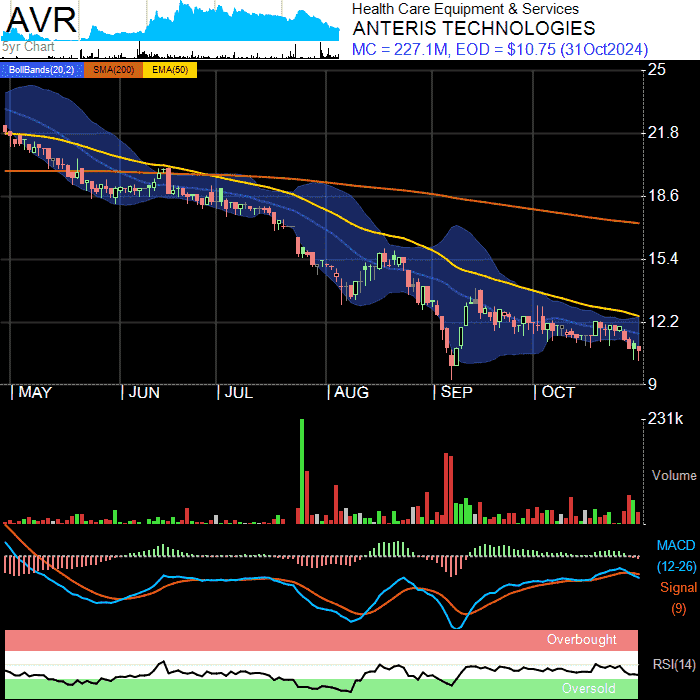 AVR
5yr Chart
Health Care Equipment & Services
ANTERIS TECHNOLOGIES
MC = 227.1M, EOD = $10.75 (31Oct2024)
BollBands(20,2) SMA(200) EMA(50)
25
21.8
18.6
15.4
12.2
9
MAY JUN JUL AUG SEP OCT
231k
Volume
MACD
(12-26)
Signal
(9)
Overbought
RSI(14)
Oversold